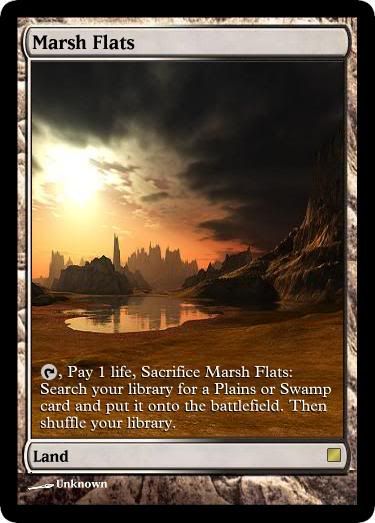 Marsh Flats
, Pay 1 life, Sacrifice Marsh Flats:
Search your library for a Plains or Swamp
card and put it onto the battlefield. Then
shuffle your library.
Land
Unknown